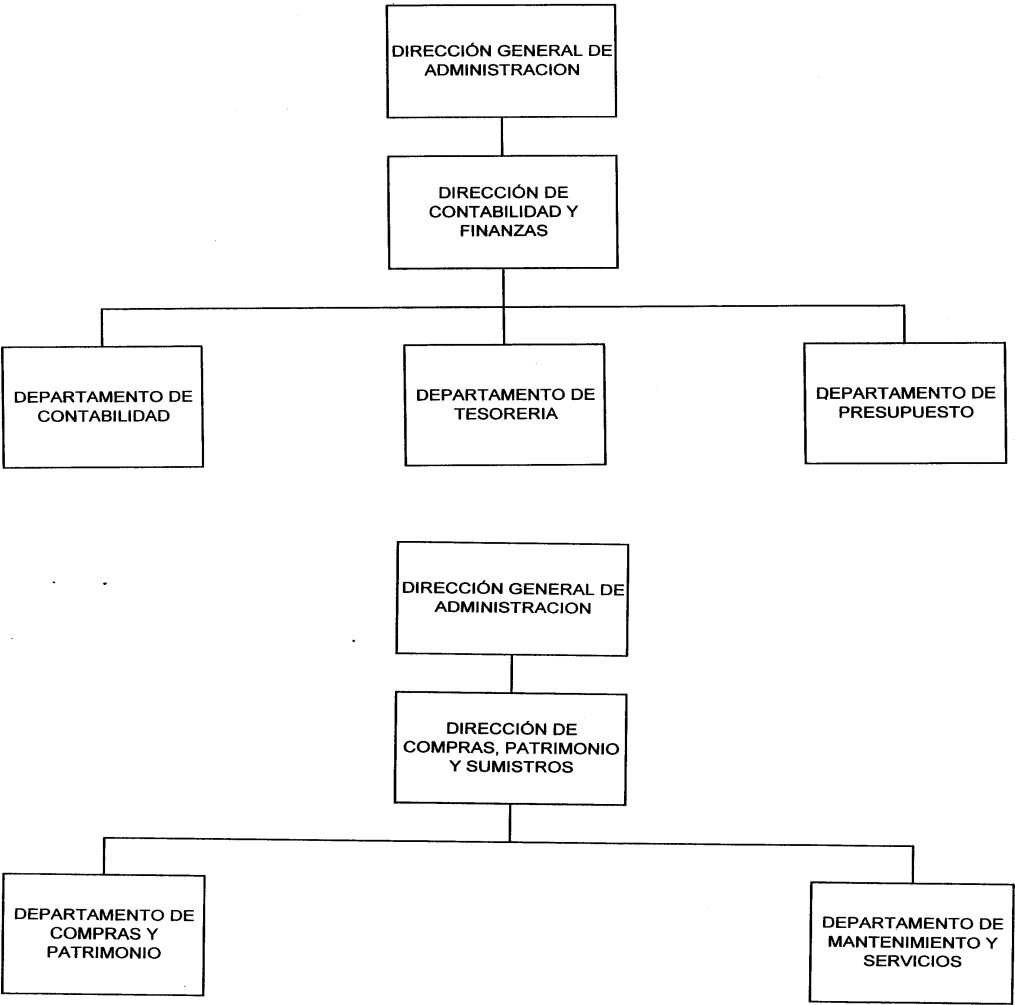 DIRECCIÓN GENERAL DE
ADMINISTRACION
DIRECCIÓN DE
CONTABILIDAD Y
FINANZAS
DEPARTAMENTO DE
CONTABILIDAD
DEPARTAMENTO DE
TESORERIA
DEPARTAMENTO DE
PRESUPUESTO
DIRECCIÓN GENERAL DE
ADMINISTRACION
DIRECCIÓN DE
COMPRAS, PATRIMONIO
Y SUMISTROS
DEPARTAMENTO DE
COMPRAS Y
PATRIMONIO
DEPARTAMENTO DE
MANTENIMIENTO Y
SERVICIOS